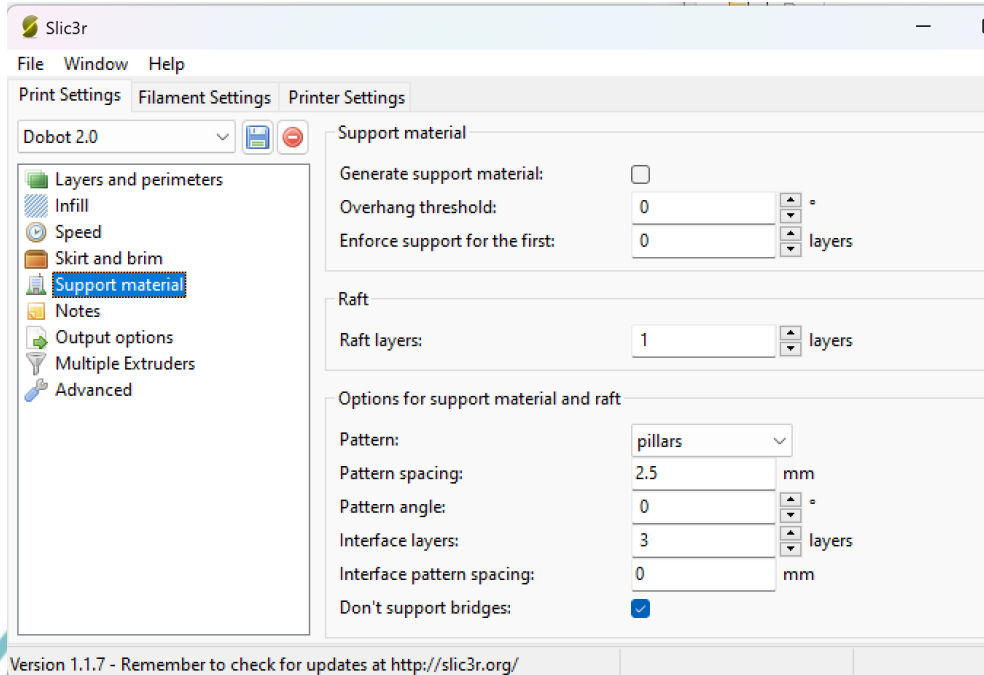 Slic3r
File Window Help
Print Settings Filament Settings Printer Settings
Dobot 2.0
Layers and perimeters
Infill
Speed
Skirt and brim
Support material
Notes
Output options
Multiple Extruders
Advanced
Support material
Generate support material:
Overhang threshold: 0 °
Enforce support for the first: 0 layers
Raft
Raft layers: 1 layers
Options for support material and raft
Pattern: pillars
Pattern spacing: 2.5 mm
Pattern angle: 0 °
Interface layers: 3 layers
Interface pattern spacing: 0 mm
Don't support bridges:
Version 1.1.7 - Remember to check for updates at http://slic3r.org/